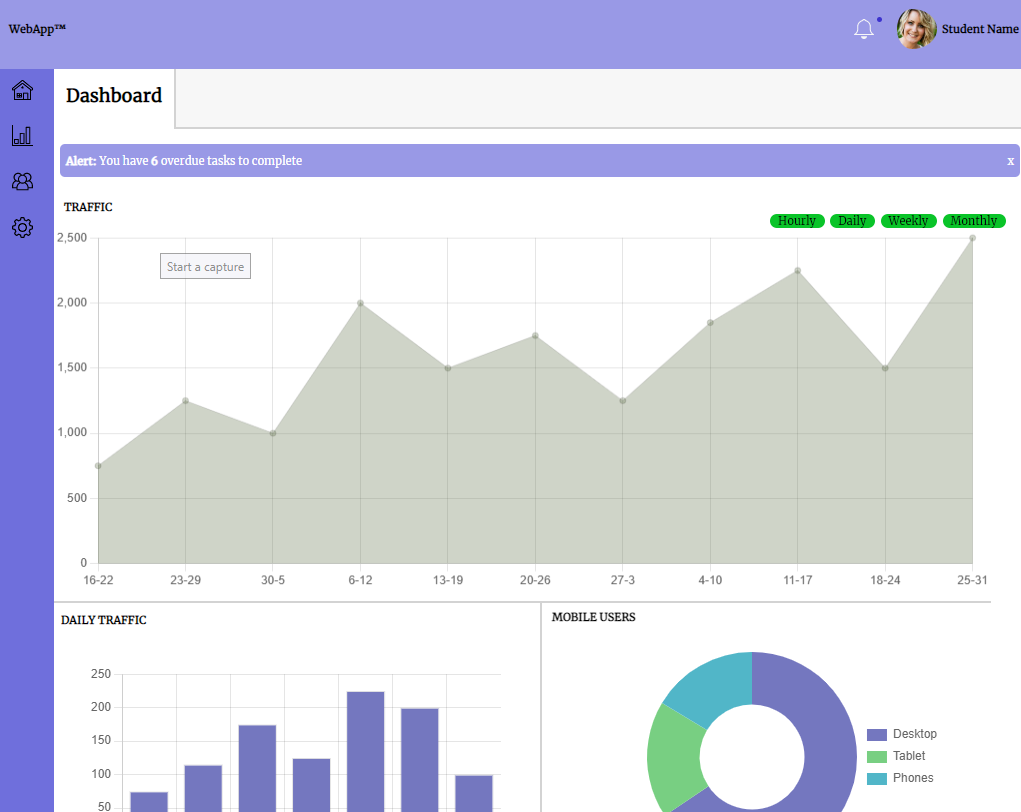 WebApp™
Student Name
Dashboard
Alert: You have 6 overdue tasks to complete x
TRAFFIC
Hourly Daily Weekly Monthly
Start a capture
2,500
2,000
1,500
1,000
500
0
16-22 23-29 30-5 6-12 13-19 20-26 27-3 4-10 11-17 18-24 25-31
DAILY TRAFFIC
250
200
150
100
50
MOBILE USERS
Desktop
Tablet
Phones